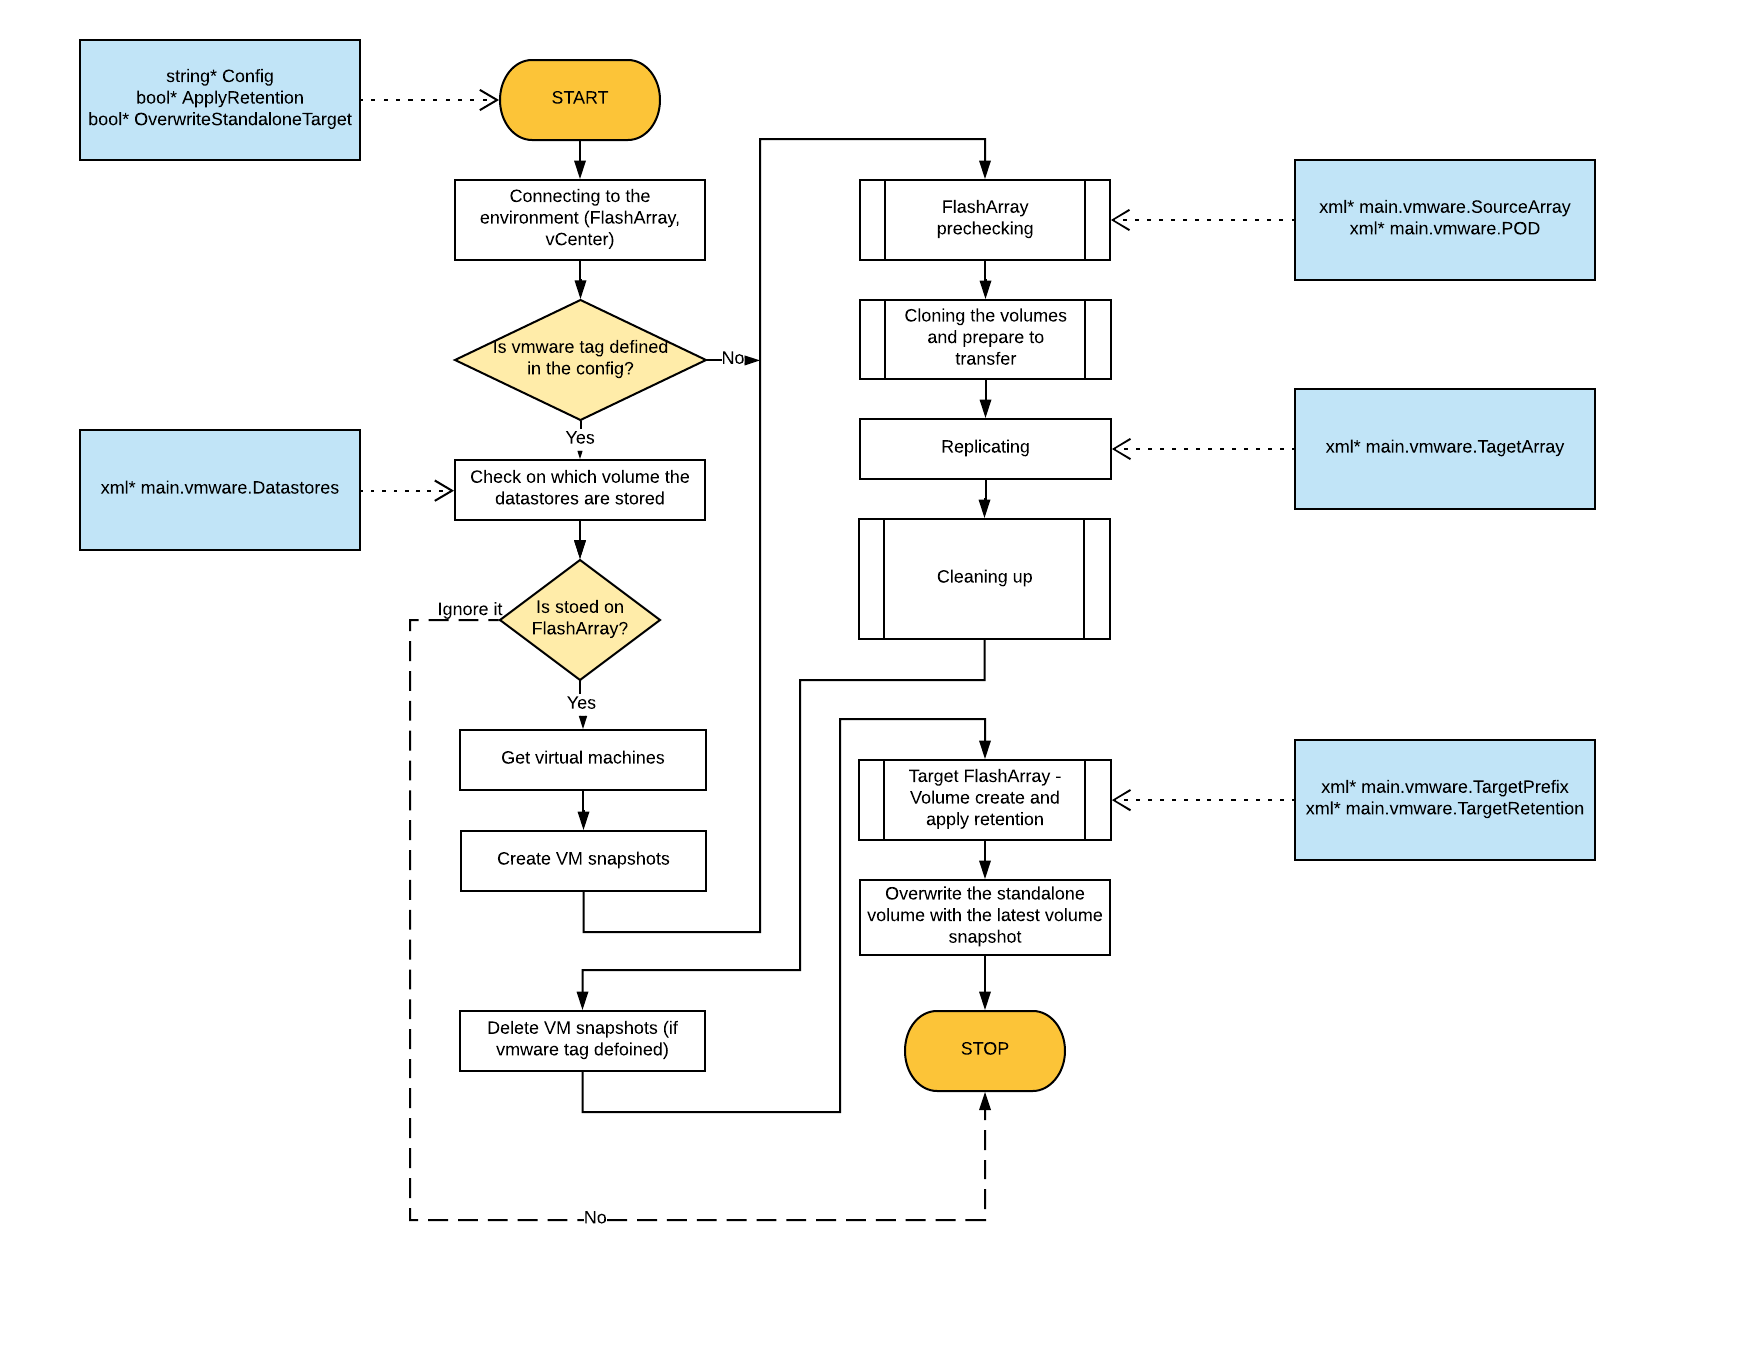 string* Config
bool* ApplyRetention
bool* OverwriteStandaloneTarget
START
Connecting to the
environment (FlashArray,
vCenter)
Is vmware tag defined
in the config?
No
Yes
xml* main.vmware.Datastores
Check on which volume the
datastores are stored
Ignore it
Is stoed on
FlashArray?
Yes
Get virtual machines
Create VM snapshots
Delete VM snapshots (if
vmware tag defoined)
No
FlashArray
prechecking
xml* main.vmware.SourceArray
xml* main.vmware.POD
Cloning the volumes
and prepare to
transfer
Replicating
xml* main.vmware.TagetArray
Cleaning up
Target FlashArray -
Volume create and
apply retention
xml* main.vmware.TargetPrefix
xml* main.vmware.TargetRetention
Overwrite the standalone
volume with the latest volume
snapshot
STOP